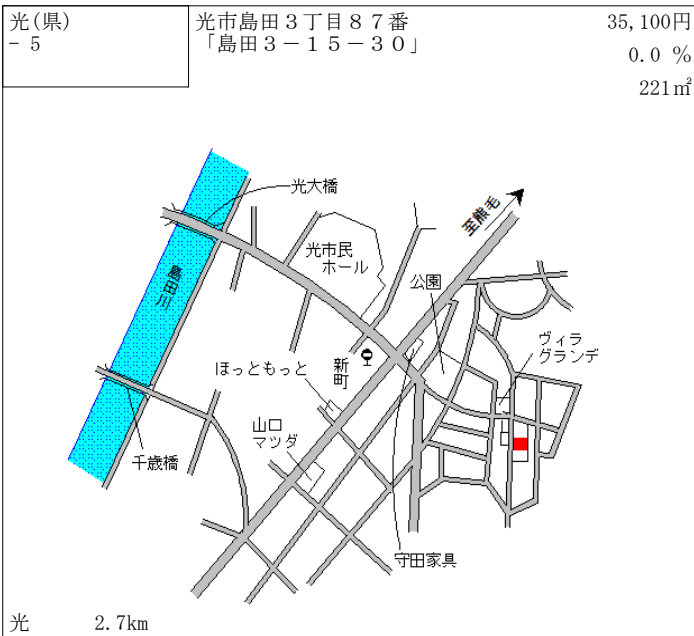 光(県)
－5
光市島田３丁目８７番
「島田３－１５－３０」
35,100円
0.0 %
221㎡
光大橋
至熊毛
光市民
ホール
公園
島田川
ヴィラ
グランデ
新町
ほっともっと
山口
マツダ
千歳橋
守田家具
光 2.7km